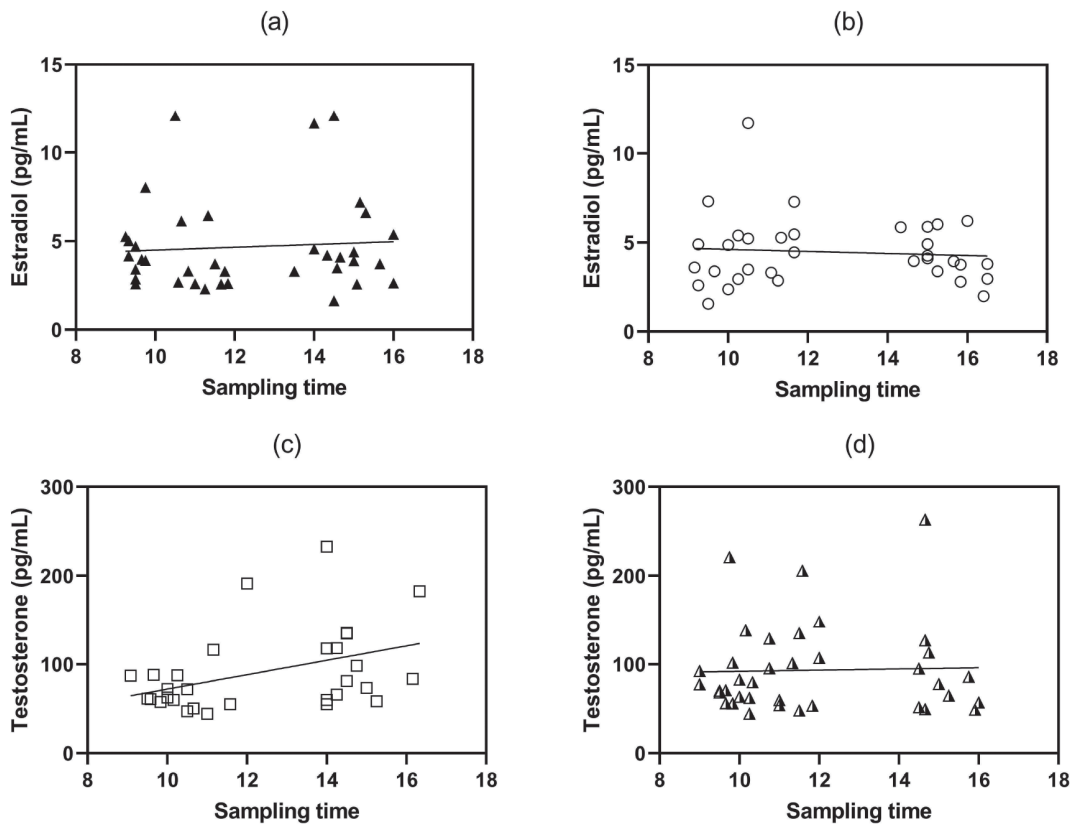 (a)
15
10
5
0
Estradiol (pg/mL)
8 10 12 14 16 18
Sampling time
(b)
15
10
5
0
Estradiol (pg/mL)
8 10 12 14 16 18
Sampling time
(c)
300
200
100
0
Testosterone (pg/mL)
8 10 12 14 16 18
Sampling time
(d)
300
200
100
0
Testosterone (pg/mL)
8 10 12 14 16 18
Sampling time